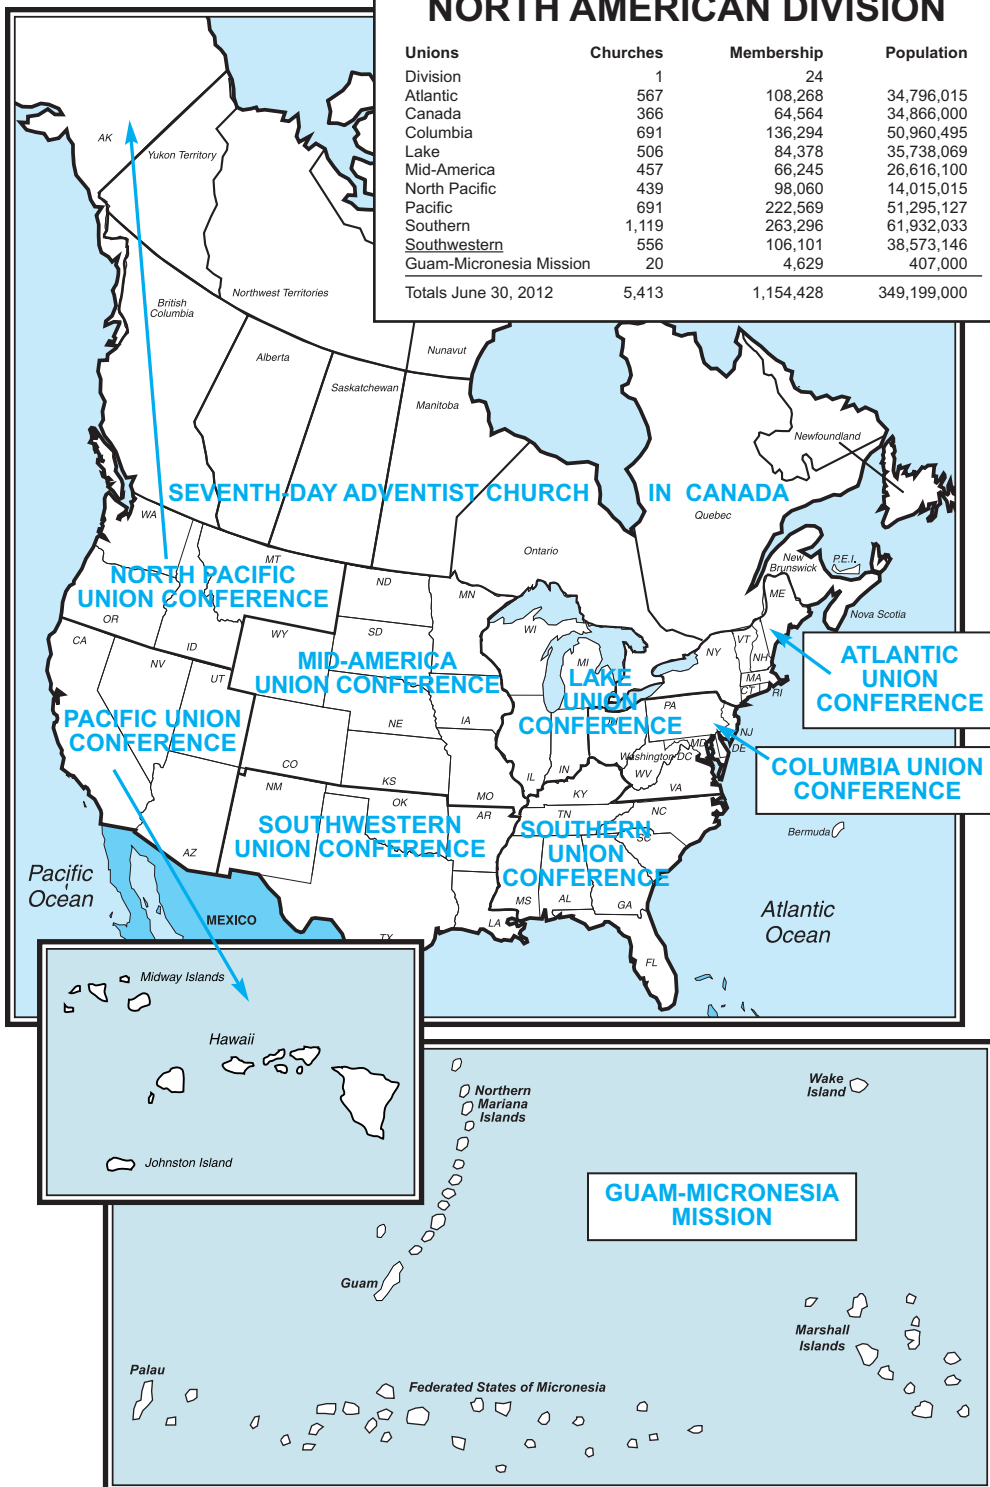 NORTH AMERICAN DIVISION
Unions Churches Membership Population
Division 1 24
Atlantic 567 108,268 34,796,015
Canada 366 64,564 34,866,000
Columbia 691 136,294 50,960,495
Lake 506 84,378 35,738,069
Mid-America 457 66,245 26,616,100
North Pacific 439 98,060 14,015,015
Pacific 691 222,569 51,295,127
Southern 1,119 263,296 61,932,033
Southwestern 556 106,101 38,573,146
Guam-Micronesia Mission 20 4,629 407,000
Totals June 30, 2012 5,413 1,154,428 349,199,000
AK
Yukon Territory
Northwest Territories
British
Columbia
Alberta
Saskatchewan
Nunavut
Manitoba
Newfoundland
SEVENTH-DAY ADVENTIST CHURCH IN CANADA
Quebec
Ontario
New
Brunswick
P.E.I.
Nova Scotia
WA
MT
ND
MN
NORTH PACIFIC
UNION CONFERENCE
OR
ID
WY
SD
WI
MI
ME
VT
NH
NY
MA
CT
RI
ATLANTIC
UNION
CONFERENCE
CA
NV
UT
MID-AMERICA
UNION CONFERENCE
LAKE
UNION
CONFERENCE
PA
NJ
MD
DE
Washington DC
PACIFIC UNION
CONFERENCE
NE
IA
OH
CO
KS
MO
IL
IN
WV
VA
KY
COLUMBIA UNION
CONFERENCE
NM
OK
AR
TN
NC
SC
SOUTHWESTERN
UNION CONFERENCE
SOUTHERN
UNION
CONFERENCE
Bermuda
AZ
TX
LA
MS
AL
GA
FL
Pacific
Ocean
MEXICO
Atlantic
Ocean
Midway Islands
Hawaii
Johnston Island
Northern
Mariana
Islands
Wake
Island
GUAM-MICRONESIA
MISSION
Guam
Marshall
Islands
Palau
Federated States of Micronesia